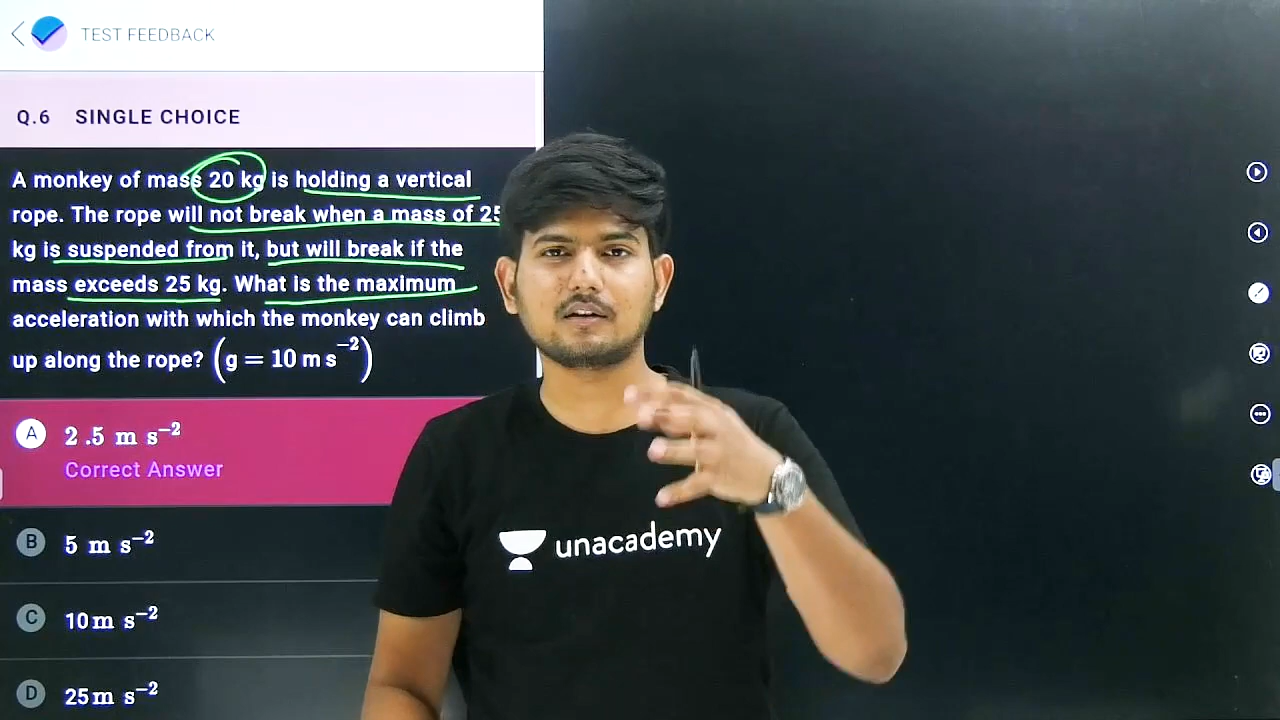 TEST FEEDBACK
Q.6 SINGLE CHOICE
A monkey of mass 20 kg is holding a vertical
rope. The rope will not break when a mass of 25
kg is suspended from it, but will break if the
mass exceeds 25 kg. What is the maximum
acceleration with which the monkey can climb
up along the rope? (g = 10 m s⁻²)
A 2 .5 m s⁻²
Correct Answer
B 5 m s⁻²
C 10 m s⁻²
D 25 m s⁻²
unacademy